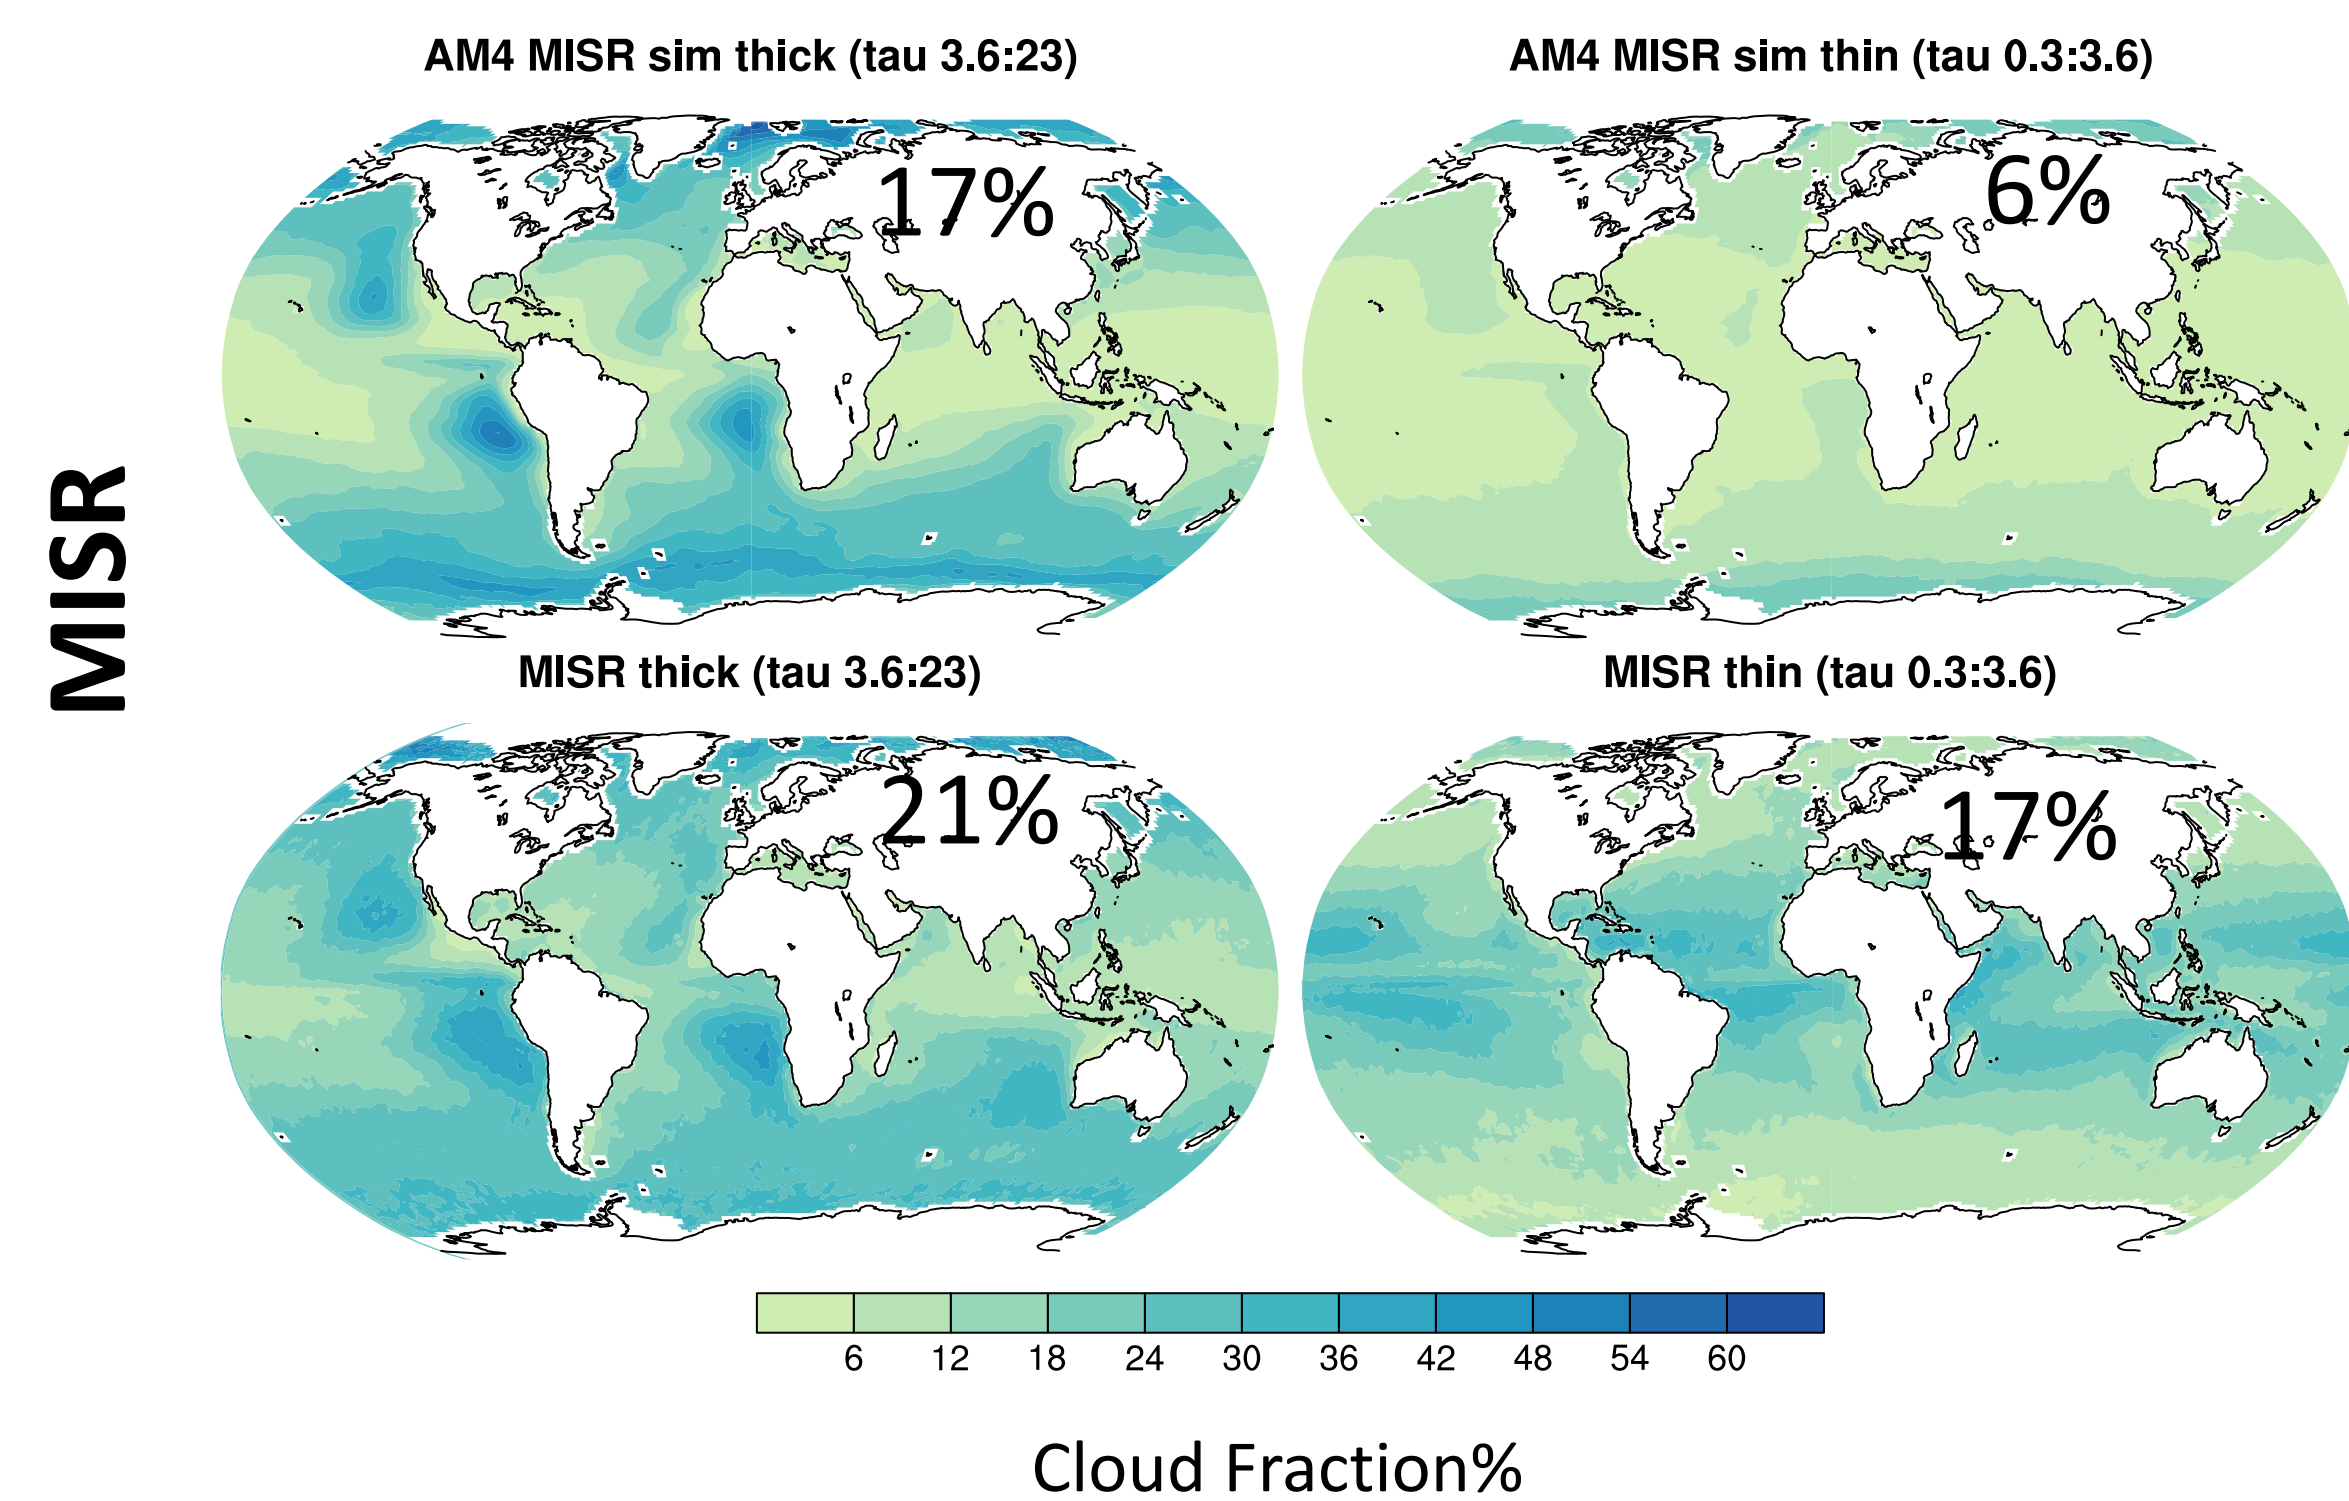 MISR
AM4 MISR sim thick (tau 3.6:23)
AM4 MISR sim thin (tau 0.3:3.6)
17%
6%
MISR thick (tau 3.6:23)
MISR thin (tau 0.3:3.6)
21%
17%
6 12 18 24 30 36 42 48 54 60
Cloud Fraction%